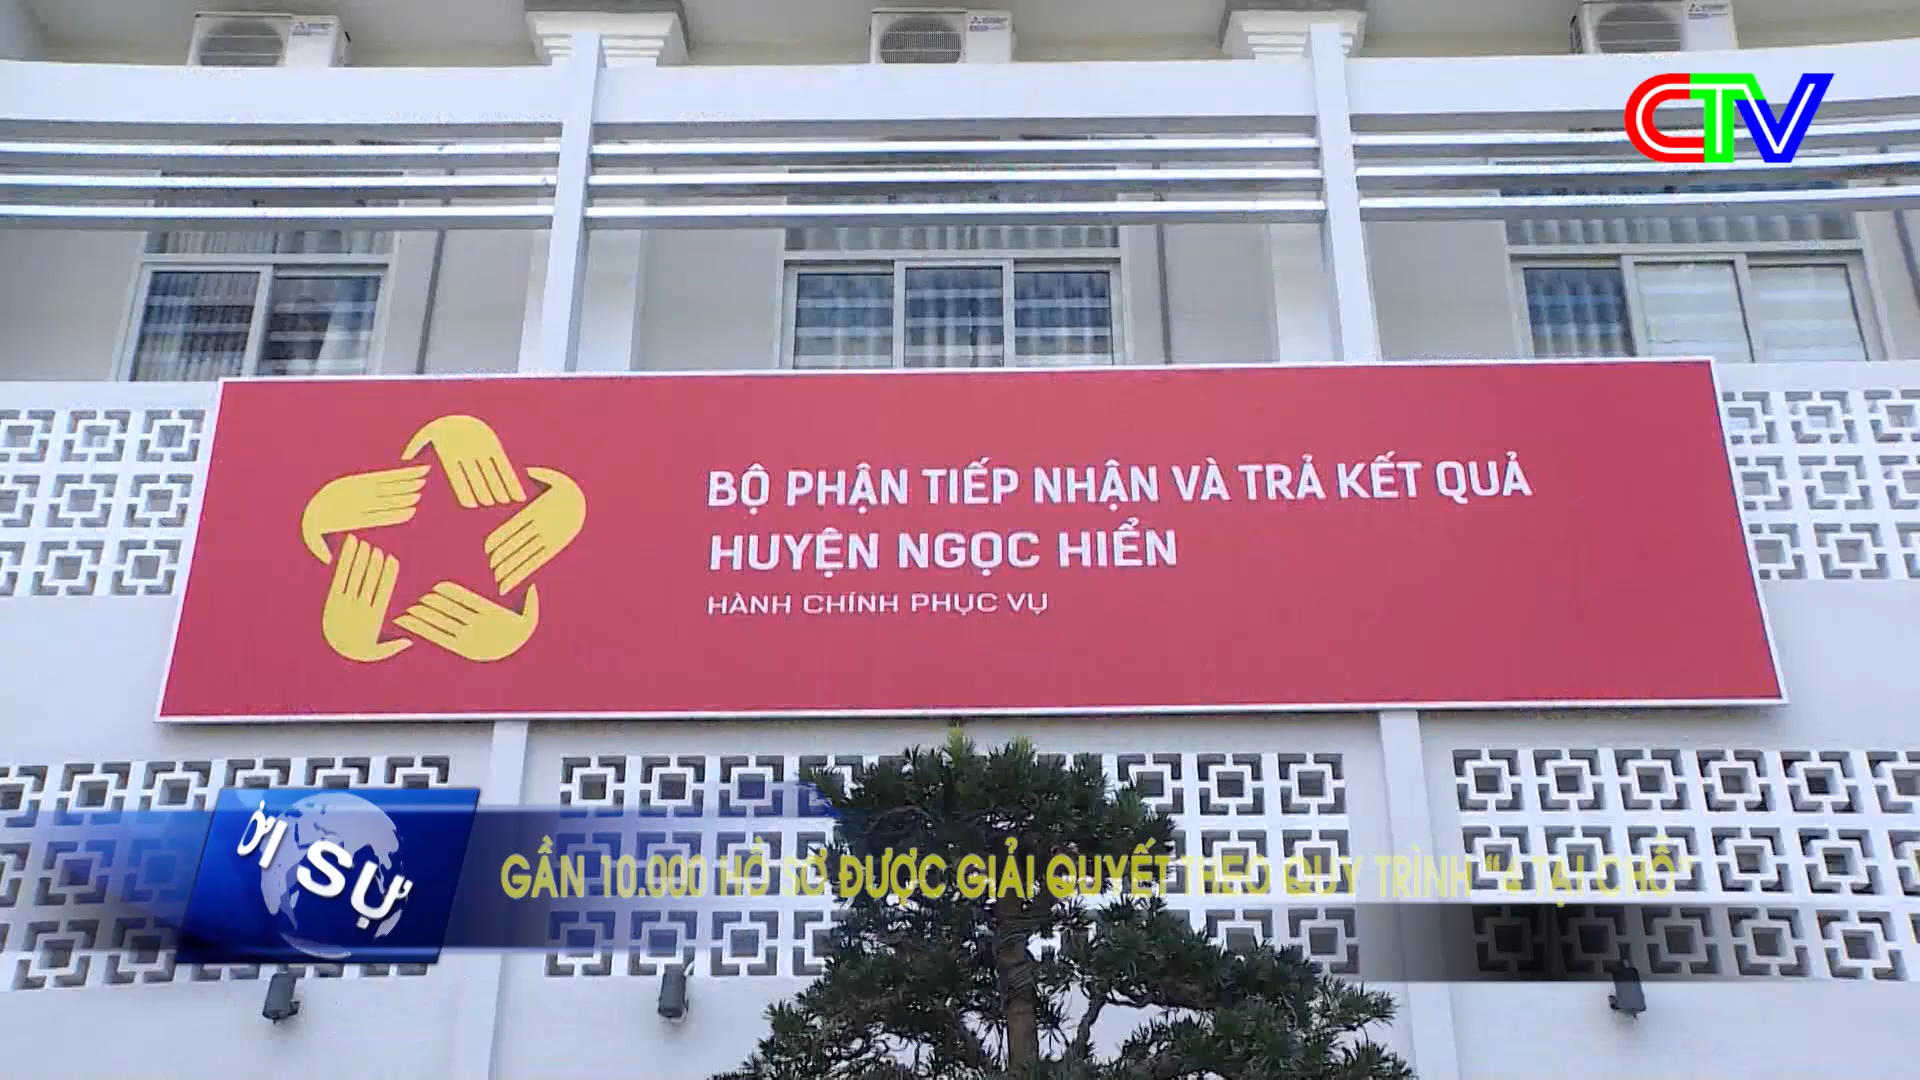 CTV
BỘ PHẬN TIẾP NHẬN VÀ TRẢ KẾT QUẢ
HUYỆN NGỌC HIỂN
HÀNH CHÍNH PHỤC VỤ
ỜI SỰ
GẦN 10.000 HỒ SƠ ĐƯỢC GIẢI QUYẾT THEO QUY TRÌNH “4 TẠI CHỖ”